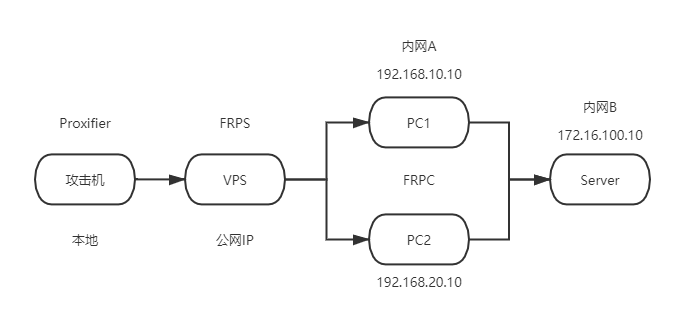 内网A
192.168.10.10
内网B
172.16.100.10
Proxifier
FRPS
PC1
攻击机
VPS
FRPC
Server
本地
公网IP
PC2
192.168.20.10